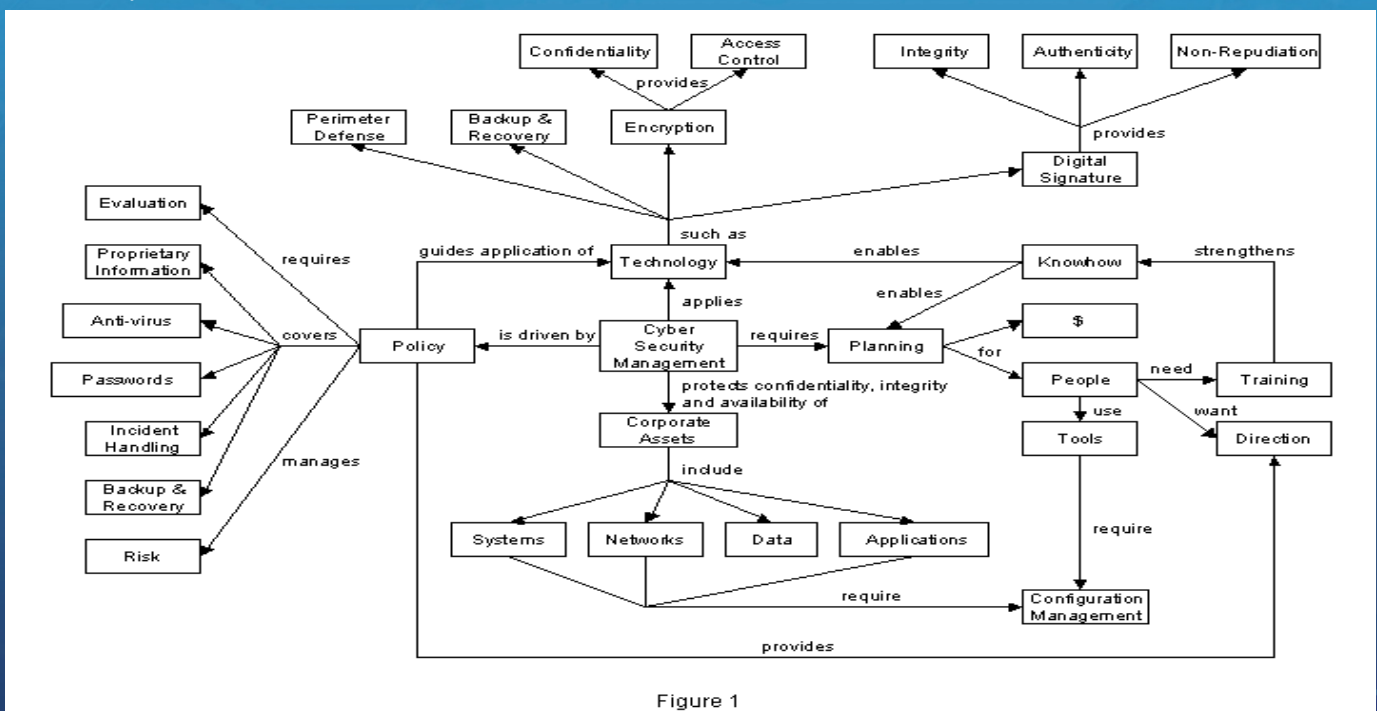 Confidentiality
Access
Control
Integrity
Authenticity
Non-Repudiation
provides
Perimeter
Defense
Backup &
Recovery
Encryption
provides
Digital
Signature
Evaluation
such as
requires
guides application of
Technology
enables
Knowhow
strengthens
Proprietary
Information
applies
enables
Anti-virus
covers
Policy
is driven by
Cyber
Security
Management
requires
Planning
$
for
Passwords
People
need
Training
protects confidentiality, integrity
and availability of
use
want
Incident
Handling
Corporate
Assets
Tools
Direction
manages
include
Backup &
Recovery
Systems
Networks
Data
Applications
require
Risk
require
Configuration
Management
provides
Figure 1